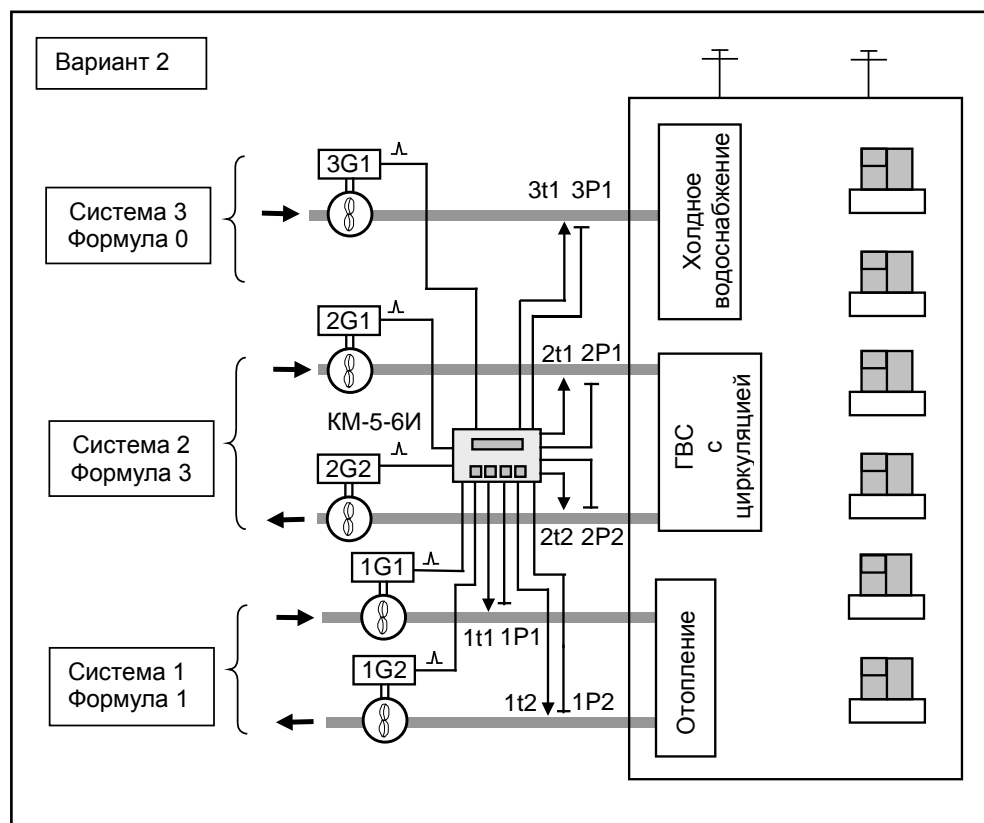 Вариант 2
3G1
3t1 3P1
Система 3
Формула 0
Холдное
водоснабжение
2G1
2t1 2P1
КМ-5-6И
Система 2
Формула 3
2G2
ГВС
с
циркуляцией
2t2 2P2
1G1
1t1 1P1
Система 1
Формула 1
1G2
1t2 1P2
Отопление